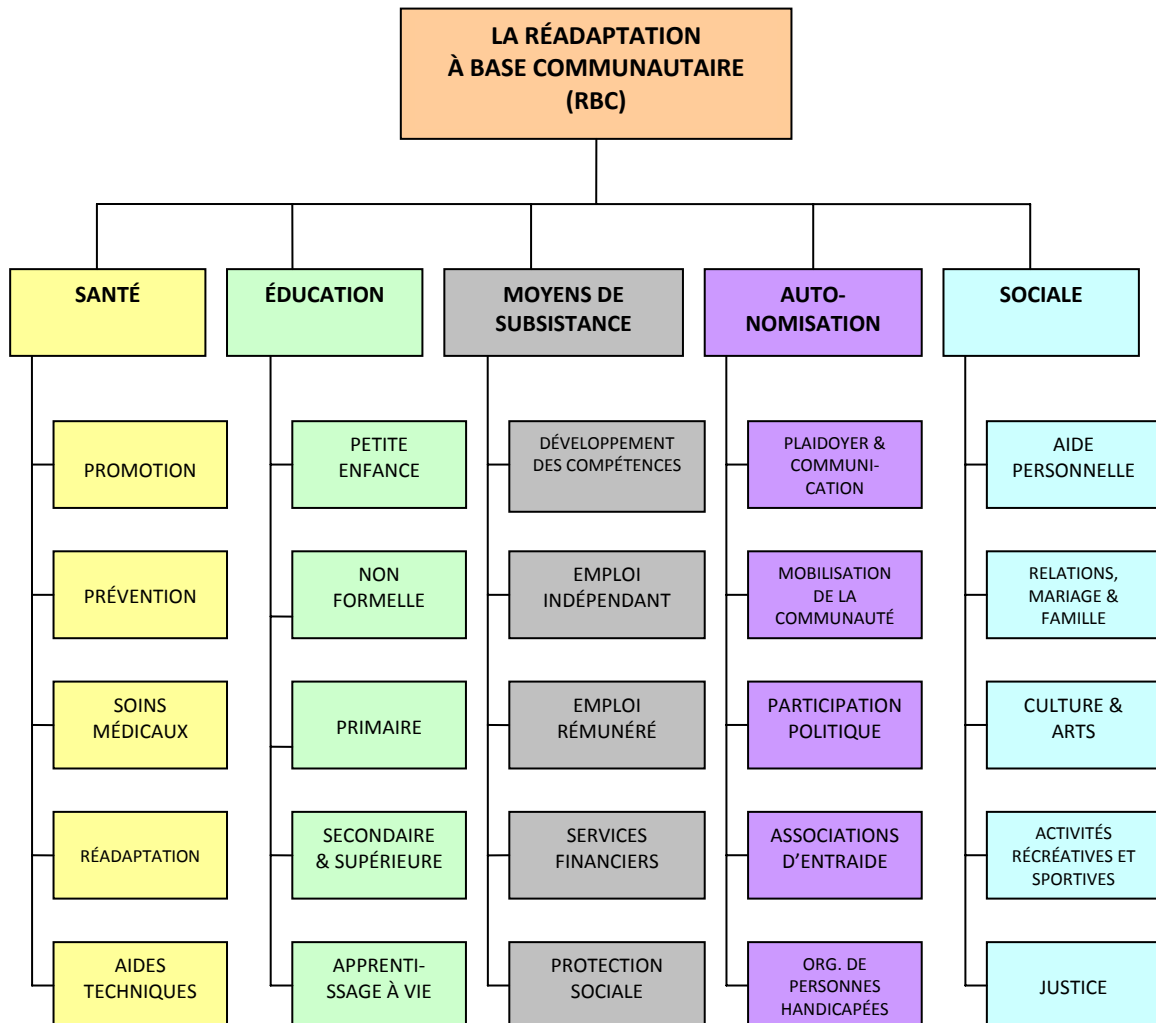 LA RÉADAPTATION
À BASE COMMUNAUTAIRE
(RBC)
SANTÉ
ÉDUCATION
MOYENS DE
SUBSISTANCE
AUTO-
NOMISATION
SOCIALE
PROMOTION
PETITE
ENFANCE
DÉVELOPPEMENT
DES COMPÉTENCES
PLAIDOYER &
COMMUNI-
CATION
AIDE
PERSONNELLE
PRÉVENTION
NON
FORMELLE
EMPLOI
INDÉPENDANT
MOBILISATION
DE LA
COMMUNAUTÉ
RELATIONS,
MARIAGE &
FAMILLE
SOINS
MÉDICAUX
PRIMAIRE
EMPLOI
RÉMUNÉRÉ
PARTICIPATION
POLITIQUE
CULTURE &
ARTS
RÉADAPTATION
SECONDAIRE
& SUPÉRIEURE
SERVICES
FINANCIERS
ASSOCIATIONS
D’ENTRAIDE
ACTIVITÉS
RÉCRÉATIVES ET
SPORTIVES
AIDES
TECHNIQUES
APPRENTI-
SSAGE À VIE
PROTECTION
SOCIALE
ORG. DE
PERSONNES
HANDICAPÉES
JUSTICE